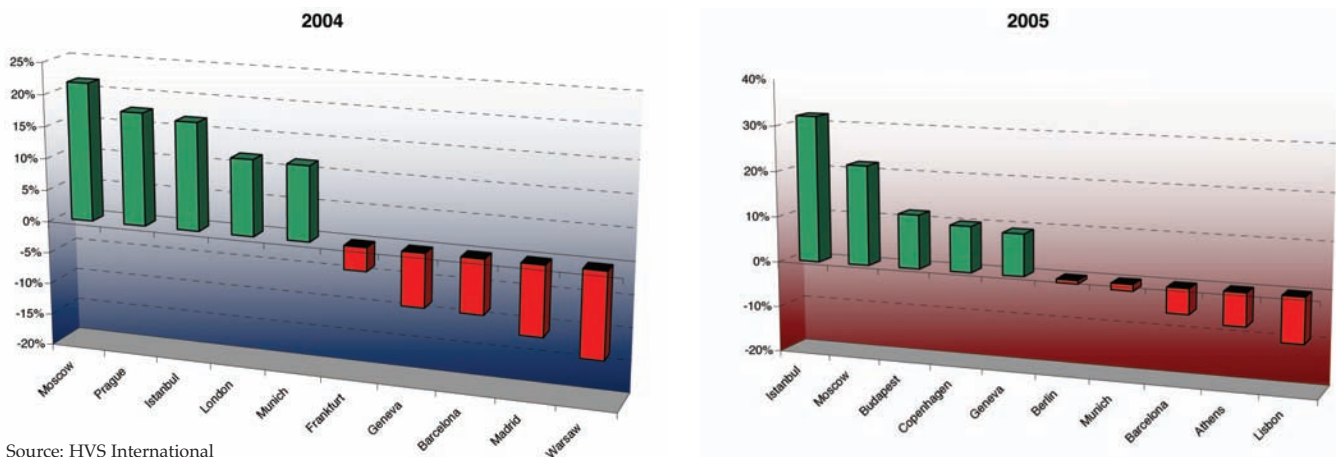 2004
25%
20%
15%
10%
5%
0%
-5%
-10%
-15%
-20%
Moscow
Prague
Istanbul
London
Munich
Frankfurt
Geneva
Barcelona
Madrid
Warsaw
Source: HVS International
2005
40%
30%
20%
10%
0%
-10%
-20%
Istanbul
Moscow
Budapest
Copenhagen
Geneva
Berlin
Munich
Barcelona
Athens
Lisbon